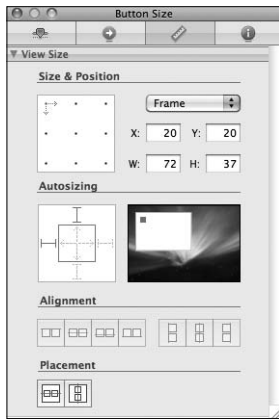 Button Size
View Size
Size & Position
Frame
X: 20 Y: 20
W: 72 H: 37
Autosizing
Alignment
Placement